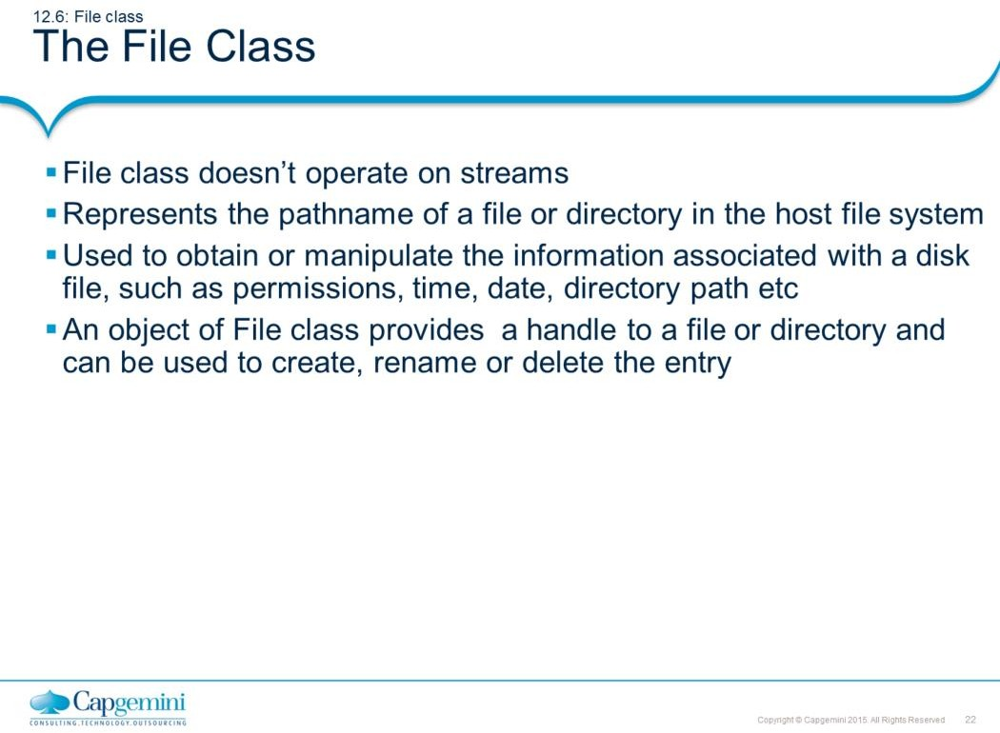 12.6: File class
The File Class
▪ File class doesn’t operate on streams
▪ Represents the pathname of a file or directory in the host file system
▪ Used to obtain or manipulate the information associated with a disk
file, such as permissions, time, date, directory path etc
▪ An object of File class provides  a handle to a file or directory and
can be used to create, rename or delete the entry
Capgemini
CONSULTING.TECHNOLOGY.OUTSOURCING
Copyright © Capgemini 2015. All Rights Reserved 22